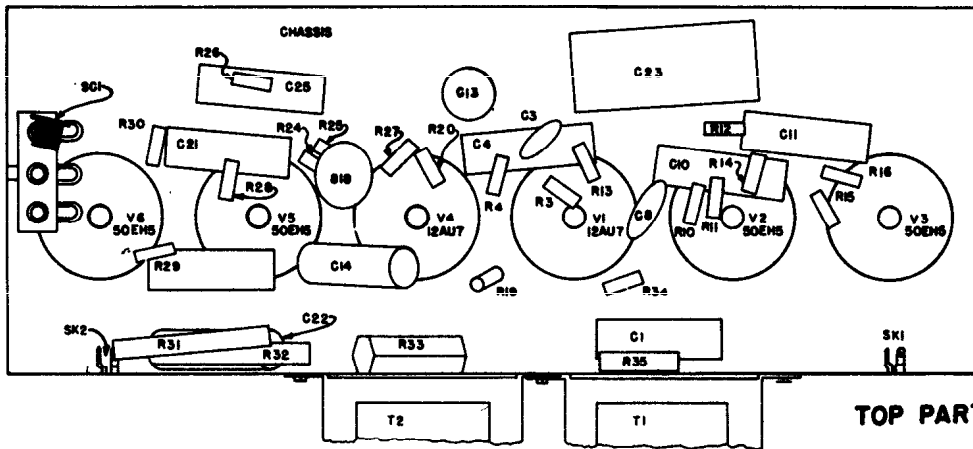 CHASSIS
R26
C25
C23
C13
SC1
R30
C21
R24
R25
R27
R20
C4
C3
R12
C11
C10
R14
R16
R28
R4
R3
R13
C8
R10
R11
R15
V6
50EH5
V5
50EH5
V4
12AU7
V1
12AU7
V2
50EH5
V3
50EH5
R29
C14
R19
R34
SK2
C22
R31
R32
R33
C1
R35
SK1
T2
T1
TOP PAR